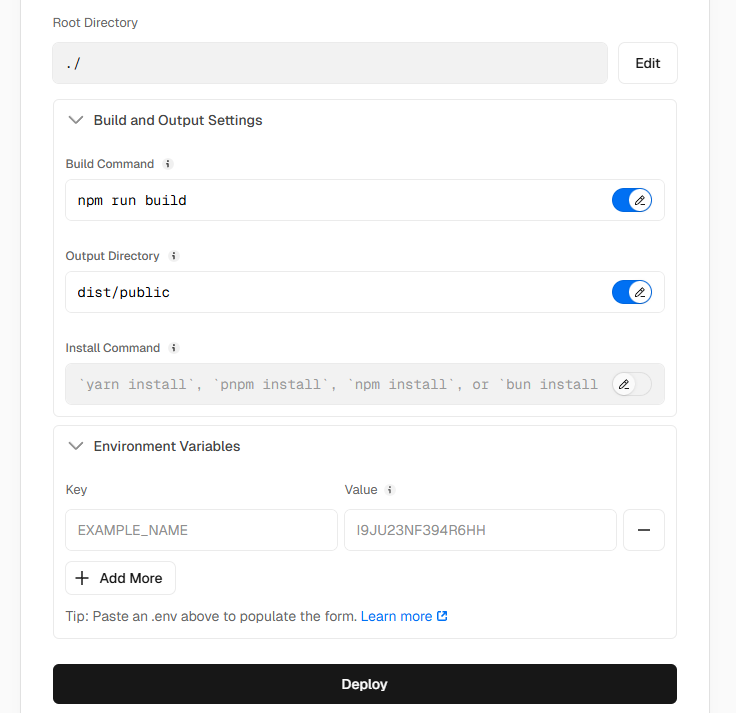 Root Directory
./
Edit
Build and Output Settings
Build Command
npm run build
Output Directory
dist/public
Install Command
`yarn install`, `pnpm install`, `npm install`, or `bun install
Environment Variables
Key
Value
EXAMPLE_NAME
I9JU23NF394R6HH
Add More
Tip: Paste an .env above to populate the form. Learn more
Deploy